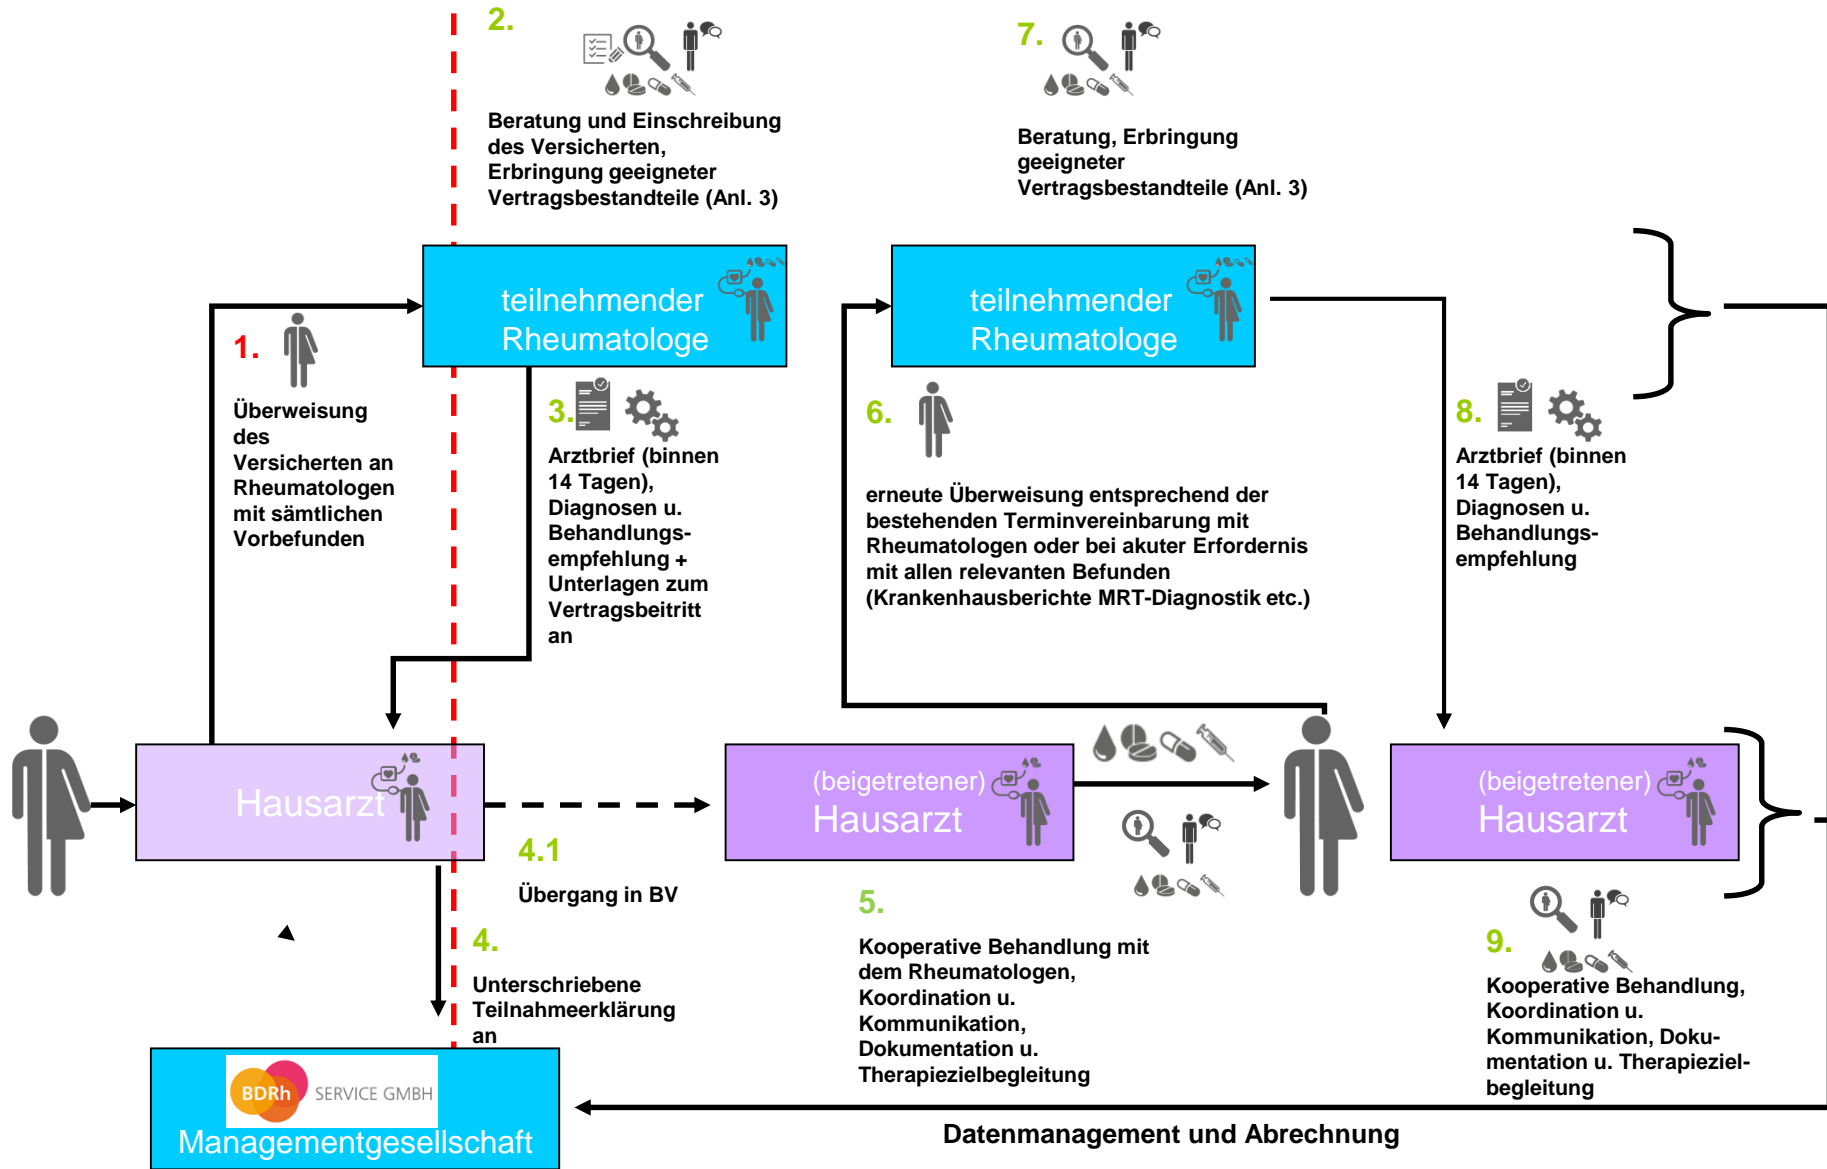 2.
Beratung und Einschreibung
des Versicherten,
Erbringung geeigneter
Vertragsbestandteile (Anl. 3)
7.
Beratung, Erbringung
geeigneter
Vertragsbestandteile (Anl. 3)
teilnehmender
Rheumatologe
teilnehmender
Rheumatologe
1.
Überweisung
des
Versicherten an
Rheumatologen
mit sämtlichen
Vorbefunden
3.
Arztbrief (binnen
14 Tagen),
Diagnosen u.
Behandlungs-
empfehlung +
Unterlagen zum
Vertragsbeitritt
an
6.
erneute Überweisung entsprechend der
bestehenden Terminvereinbarung mit
Rheumatologen oder bei akuter Erfordernis
mit allen relevanten Befunden
(Krankenhausberichte MRT-Diagnostik etc.)
8.
Arztbrief (binnen
14 Tagen),
Diagnosen u.
Behandlungs-
empfehlung
Hausarzt
(beigetretener)
Hausarzt
(beigetretener)
Hausarzt
4.1
Übergang in BV
4.
Unterschriebene
Teilnahmeerklärung
an
5.
Kooperative Behandlung mit
dem Rheumatologen,
Koordination u.
Kommunikation,
Dokumentation u.
Therapiezielbegleitung
9.
Kooperative Behandlung,
Koordination u.
Kommunikation, Doku-
mentation u. Therapieziel-
begleitung
BDRh SERVICE GMBH
Managementgesellschaft
Datenmanagement und Abrechnung